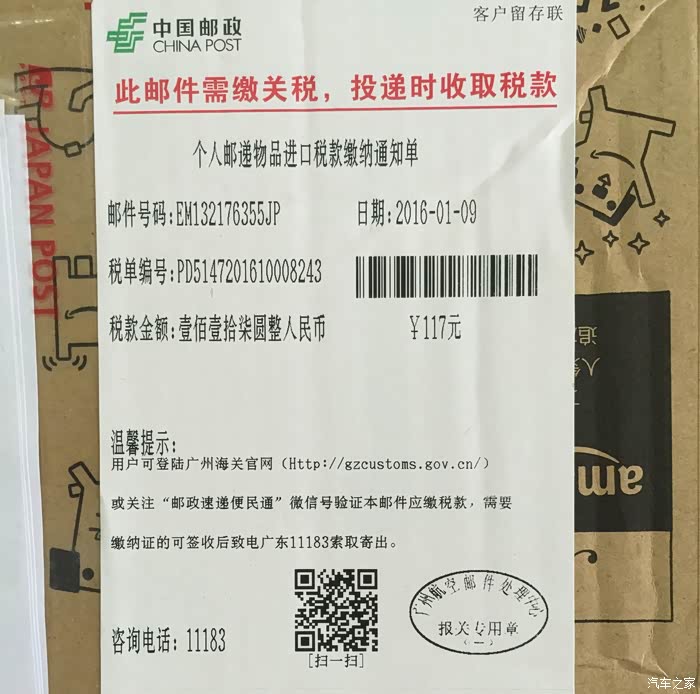 中国邮政
CHINA POST
客户留存联
此邮件需缴关税，投递时收取税款
个人邮递物品进口税款缴纳通知单
邮件号码:EM132176355JP
日期:2016-01-09
税单编号:PD5147201610008243
税款金额:壹佰壹拾柒圆整人民币
￥117元
温馨提示:
用户可登陆广州海关官网（Http://gzcustoms.gov.cn/）
或关注“邮政速递便民通”微信号验证本邮件应缴税款，需要
缴纳证的可签收后致电广东11183索取寄出。
咨询电话: 11183
[扫一扫]
广州航空邮件处理中心
报关专用章
(一)
JAPAN POST
am
汽车之家